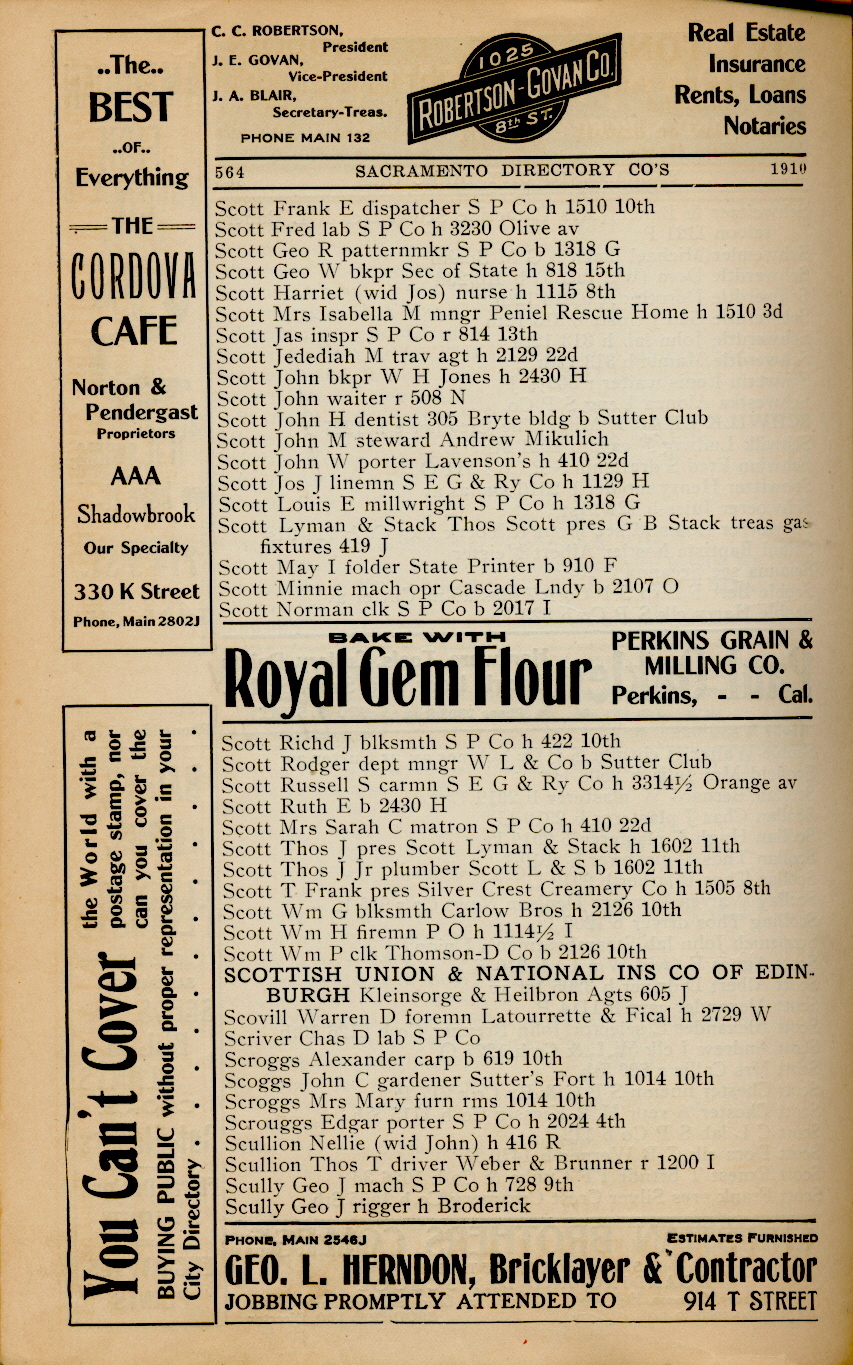 ..The..
BEST
..OF..
Everything
THE
CORDOVA
CAFE
Norton &
Pendergast
Proprietors
AAA
Shadowbrook
Our Specialty
330 K Street
Phone, Main 2802J
C. C. ROBERTSON,
President
J. E. GOVAN,
Vice-President
J. A. BLAIR,
Secretary-Treas.
PHONE MAIN 132
1025
ROBERTSON-GOVAN CO.
8th ST.
Real Estate
Insurance
Rents, Loans
Notaries
564 SACRAMENTO DIRECTORY CO'S 1910
Scott Frank E dispatcher S P Co h 1510 10th
Scott Fred lab S P Co h 3230 Olive av
Scott Geo R patternmkr S P Co b 1318 G
Scott Geo W bkpr Sec of State h 818 15th
Scott Harriet (wid Jos) nurse h 1115 8th
Scott Mrs Isabella M mngr Peniel Rescue Home h 1510 3d
Scott Jas inspr S P Co r 814 13th
Scott Jedediah M trav agt h 2129 22d
Scott John bkpr W H Jones h 2430 H
Scott John waiter r 508 N
Scott John H dentist 305 Bryte bldg b Sutter Club
Scott John M steward Andrew Mikulich
Scott John W porter Lavenson's h 410 22d
Scott Jos J linemn S E G & Ry Co h 1129 H
Scott Louis E millwright S P Co h 1318 G
Scott Lyman & Stack Thos Scott pres G B Stack treas gas
fixtures 419 J
Scott May I folder State Printer b 910 F
Scott Minnie mach opr Cascade Lndy b 2107 O
Scott Norman clk S P Co b 2017 I
BAKE WITH
Royal Gem Flour
PERKINS GRAIN &
MILLING CO.
Perkins, - - Cal.
You Can't Cover the World with a
postage stamp, nor
can you cover the
BUYING PUBLIC without proper representation in your
City Directory . . . . . . . . . . .
Scott Richd J blksmth S P Co h 422 10th
Scott Rodger dept mngr W L & Co b Sutter Club
Scott Russell S carmn S E G & Ry Co h 3314½ Orange av
Scott Ruth E b 2430 H
Scott Mrs Sarah C matron S P Co h 410 22d
Scott Thos J pres Scott Lyman & Stack h 1602 11th
Scott Thos J Jr plumber Scott L & S b 1602 11th
Scott T Frank pres Silver Crest Creamery Co h 1505 8th
Scott Wm G blksmth Carlow Bros h 2126 10th
Scott Wm H firemn P O h 1114½ I
Scott Wm P clk Thomson-D Co b 2126 10th
SCOTTISH UNION & NATIONAL INS CO OF EDIN-
BURGH Kleinsorge & Heilbron Agts 605 J
Scovill Warren D foremn Latourrette & Fical h 2729 W
Scriver Chas D lab S P Co
Scroggs Alexander carp b 619 10th
Scoggs John C gardener Sutter's Fort h 1014 10th
Scroggs Mrs Mary furn rms 1014 10th
Scrouggs Edgar porter S P Co h 2024 4th
Scullion Nellie (wid John) h 416 R
Scullion Thos T driver Weber & Brunner r 1200 I
Scully Geo J mach S P Co h 728 9th
Scully Geo J rigger h Broderick
PHONE, MAIN 2546J ESTIMATES FURNISHED
GEO. L. HERNDON, Bricklayer & Contractor
JOBBING PROMPTLY ATTENDED TO 914 T STREET